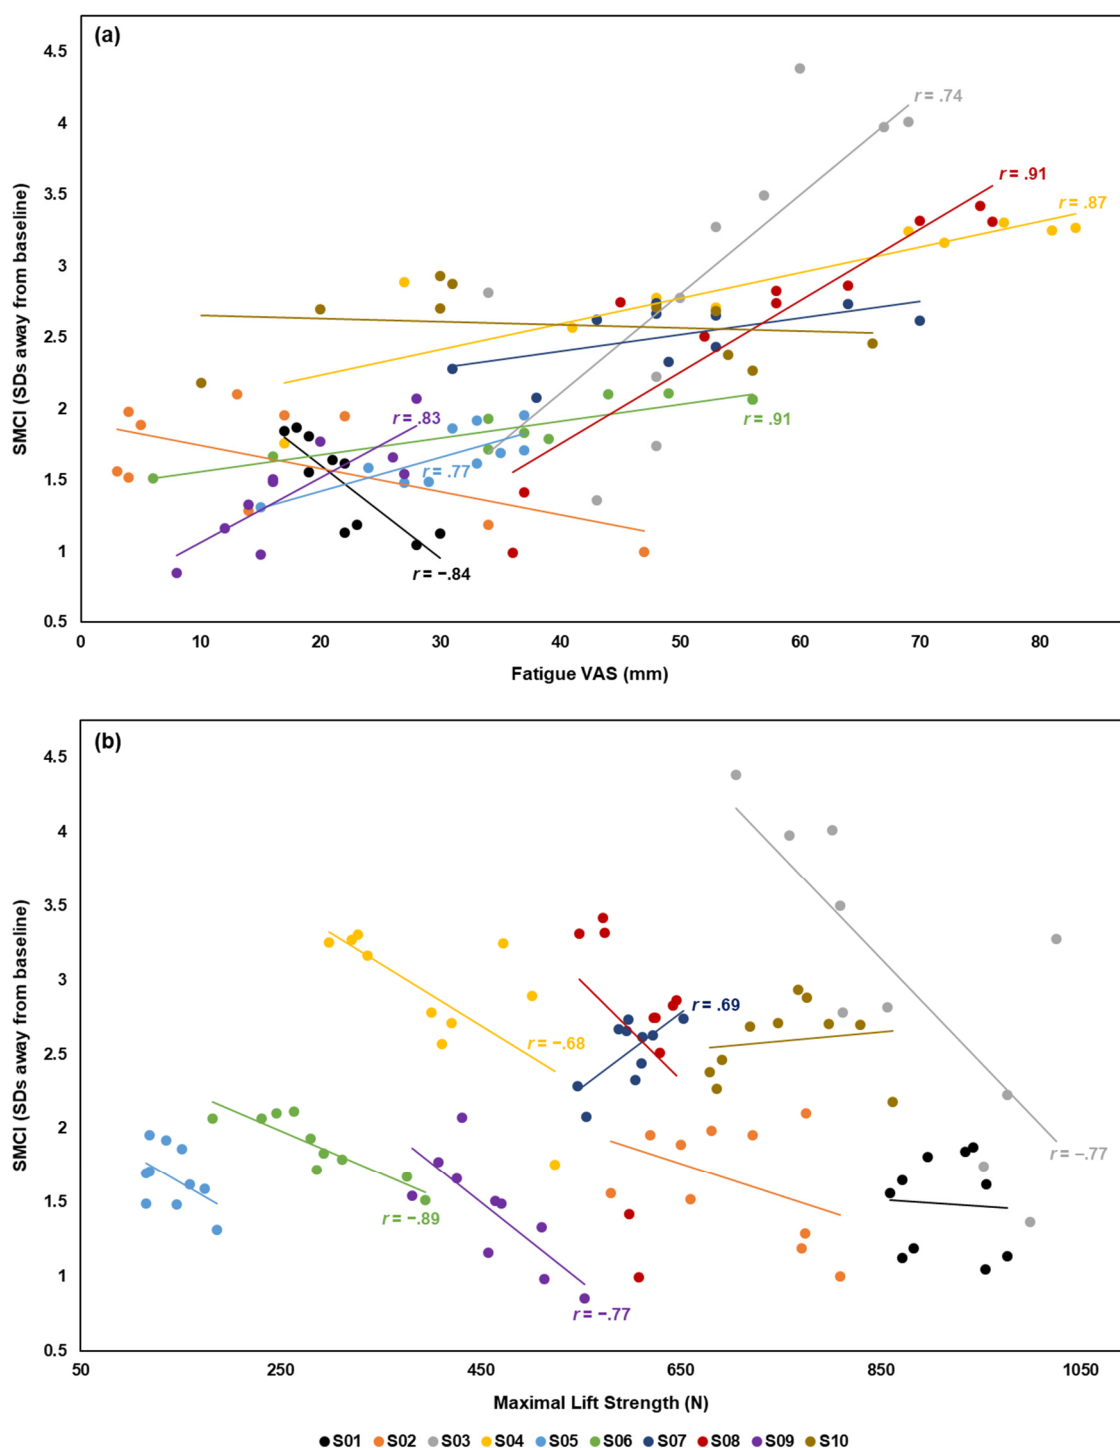 (a)
4.5
4
3.5
3
2.5
2
1.5
1
0.5
SMCI (SDs away from baseline)
r = .74
r = .91
r = .87
r = .83
r = .77
r = .91
r = −.84
0 10 20 30 40 50 60 70 80
Fatigue VAS (mm)
(b)
4.5
4
3.5
3
2.5
2
1.5
1
0.5
SMCI (SDs away from baseline)
r = .69
r = −.68
r = −.77
r = −.89
r = −.77
50 250 450 650 850 1050
Maximal Lift Strength (N)
S01 S02 S03 S04 S05 S06 S07 S08 S09 S10